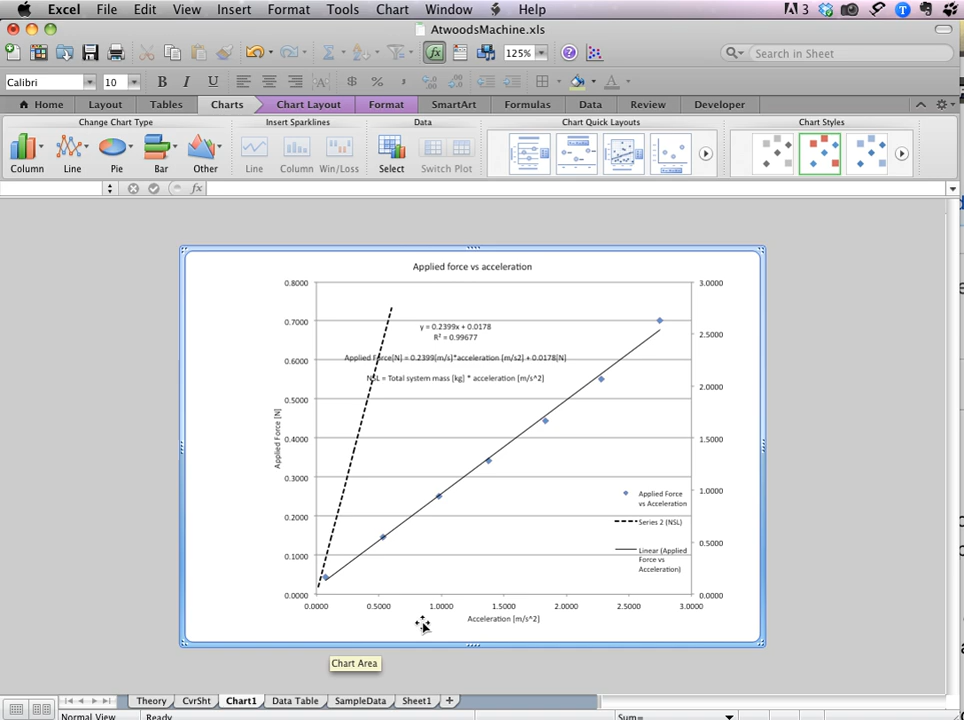 Excel File Edit View Insert Format Tools Chart Window Help 3
AtwoodsMachine.xls
fx 125% Search in Sheet
Calibri 10 B I U
Home Layout Tables Charts Chart Layout Format SmartArt Formulas Data Review Developer
Change Chart Type Insert Sparklines Data Chart Quick Layouts Chart Styles
Column Line Pie Bar Other Line Column Win/Loss Select Switch Plot
fx
Applied force vs acceleration
0.8000 3.0000
0.7000
y = 0.2399x + 0.0178
R² = 0.99677
2.5000
0.6000
Applied Force[N] = 0.2399[m/s]*acceleration [m/s2] + 0.0178[N]
NSL = Total system mass [kg] * acceleration [m/s^2]
2.0000
0.5000
0.4000 1.5000
Applied Force [N]
0.3000
1.0000
Applied Force
vs Acceleration
0.2000
Series 2 (NSL)
0.5000
0.1000
Linear (Applied
Force vs
Acceleration)
0.0000 0.0000
0.0000 0.5000 1.0000 1.5000 2.0000 2.5000 3.0000
Acceleration [m/s^2]
Chart Area
Theory CvrSht Chart1 Data Table SampleData Sheet1
Normal View Ready Sum=